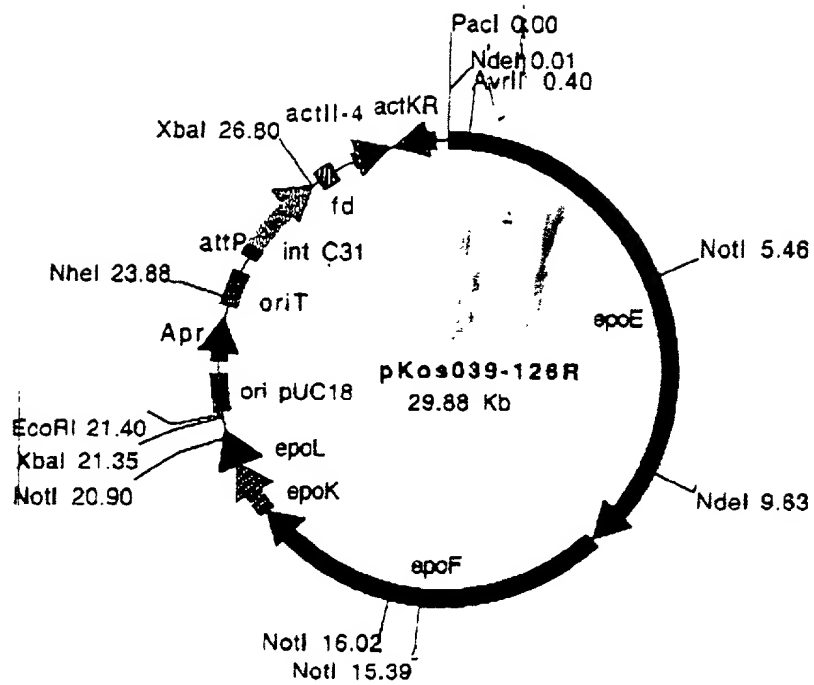 PacI 0.00
NdeI 0.01
AvrII 0.40
actII-4 actKR
XbaI 26.80
fd
attP
int C31
NheI 23.88
oriT
Apr
NotI 5.46
epoE
pKos039-126R
29.88 Kb
ori pUC18
EcoRI 21.40
XbaI 21.35
NotI 20.90
epoL
epoK
NdeI 9.63
epoF
NotI 16.02
NotI 15.39